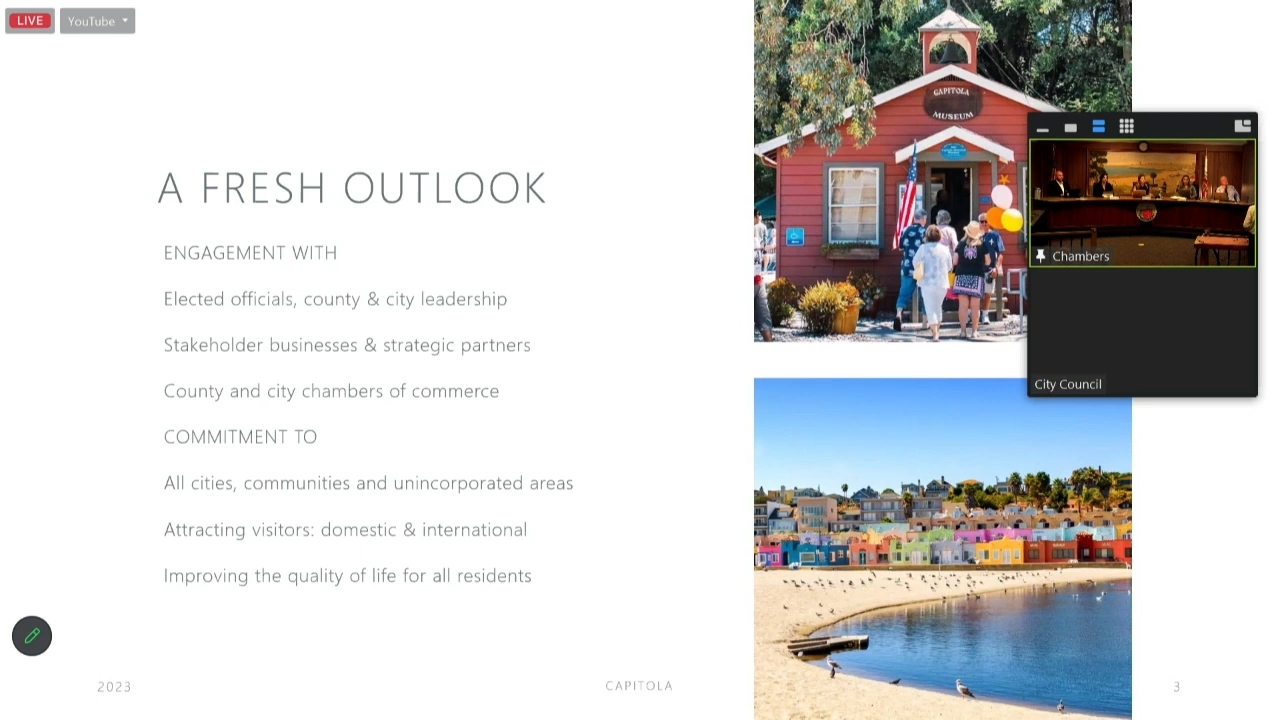 LIVE
YouTube
A FRESH OUTLOOK
ENGAGEMENT WITH
Elected officials, county & city leadership
Stakeholder businesses & strategic partners
County and city chambers of commerce
COMMITMENT TO
All cities, communities and unincorporated areas
Attracting visitors: domestic & international
Improving the quality of life for all residents
CAPITOLA
MUSEUM
Chambers
City Council
2023
CAPITOLA
3